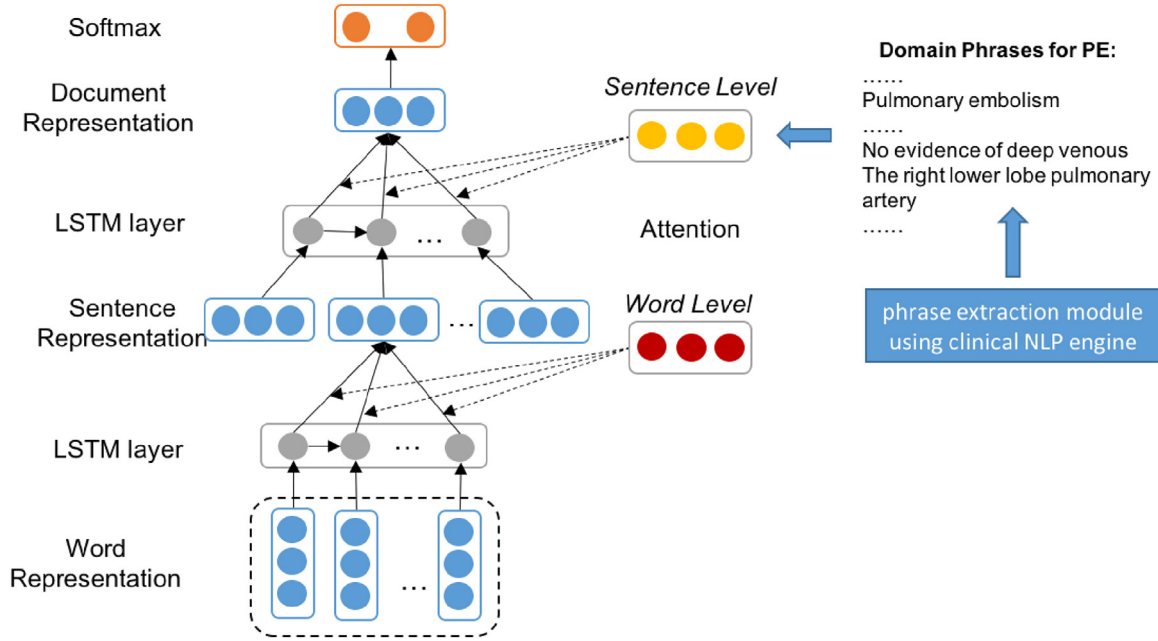 Softmax
Document
Representation
LSTM layer
Sentence
Representation
LSTM layer
Word
Representation
...
...
...
...
Sentence Level
Attention
Word Level
Domain Phrases for PE:
......
Pulmonary embolism
......
No evidence of deep venous
The right lower lobe pulmonary
artery
......
phrase extraction module
using clinical NLP engine